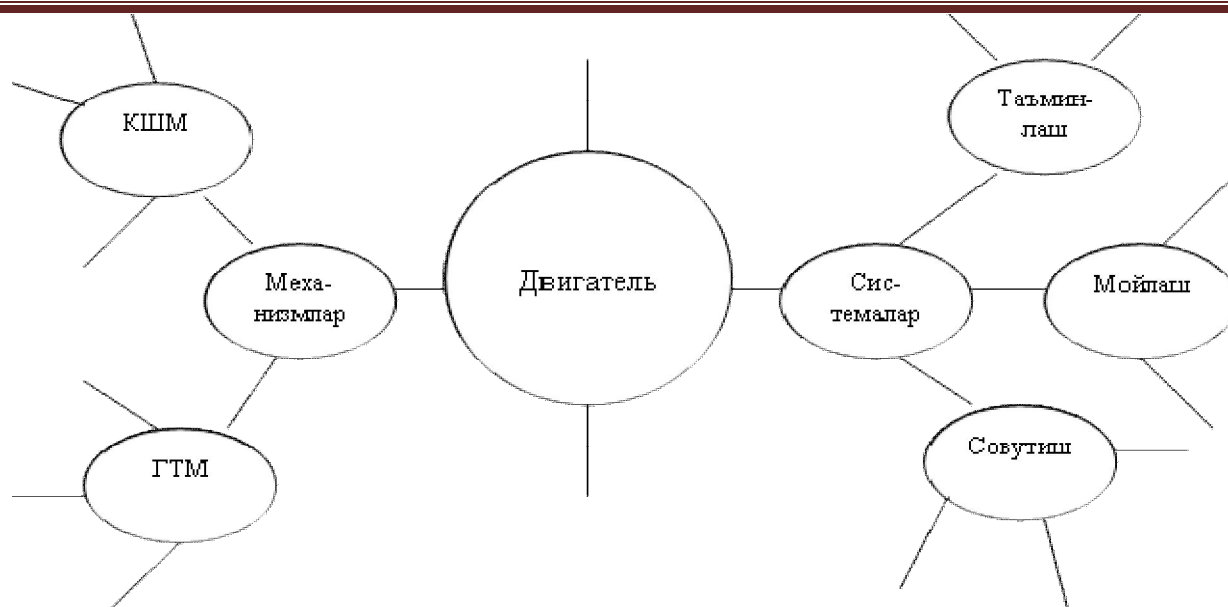 КШМ
Меха-
низмлар
ГТМ
Двигатель
Сис-
темалар
Таъмин-
лаш
Мойлаш
Совутиш